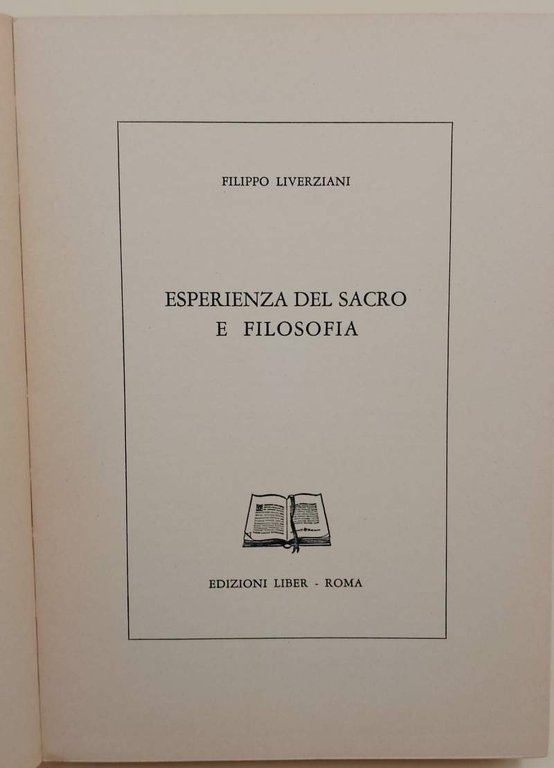 FILIPPO LIVERZIANI
ESPERIENZA DEL SACRO
E FILOSOFIA
EDIZIONI LIBER - ROMA